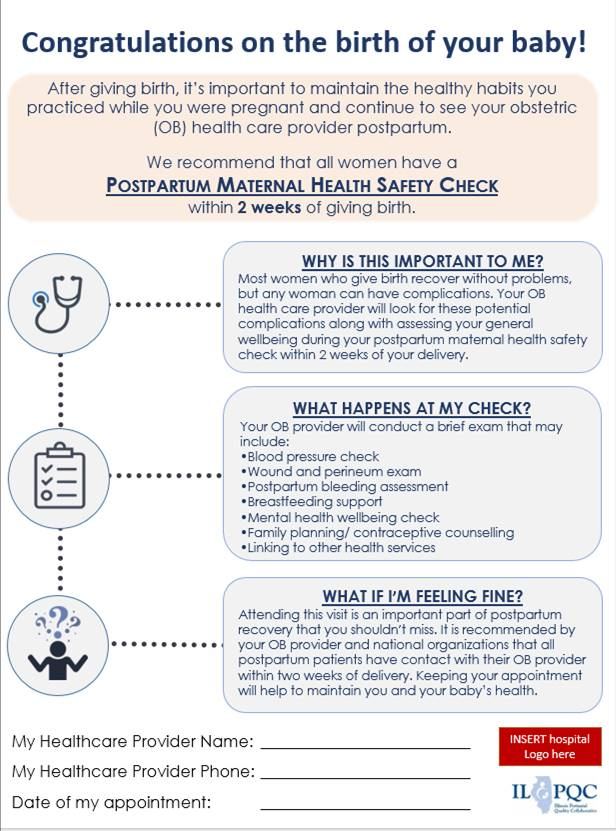 Congratulations on the birth of your baby!
After giving birth, it's important to maintain the healthy habits you
practiced while you were pregnant and continue to see your obstetric
(OB) health care provider postpartum.
We recommend that all women have a
POSTPARTUM MATERNAL HEALTH SAFETY CHECK
within 2 weeks of giving birth.
WHY IS THIS IMPORTANT TO ME?
Most women who give birth recover without problems,
but any woman can have complications. Your OB
health care provider will look for these potential
complications along with assessing your general
wellbeing during your postpartum maternal health safety
check within 2 weeks of your delivery.
WHAT HAPPENS AT MY CHECK?
Your OB provider will conduct a brief exam that may
include:
•Blood pressure check
•Wound and perineum exam
•Postpartum bleeding assessment
•Breastfeeding support
•Mental health wellbeing check
•Family planning/ contraceptive counselling
•Linking to other health services
???
WHAT IF I'M FEELING FINE?
Attending this visit is an important part of postpartum
recovery that you shouldn't miss. It is recommended by
your OB provider and national organizations that all
postpartum patients have contact with their OB provider
within two weeks of delivery. Keeping your appointment
will help to maintain you and your baby's health.
My Healthcare Provider Name: ____________________
My Healthcare Provider Phone: ____________________
Date of my appointment: ____________________
INSERT hospital
Logo here
IL PQC
Illinois Perinatal
Quality Collaborative